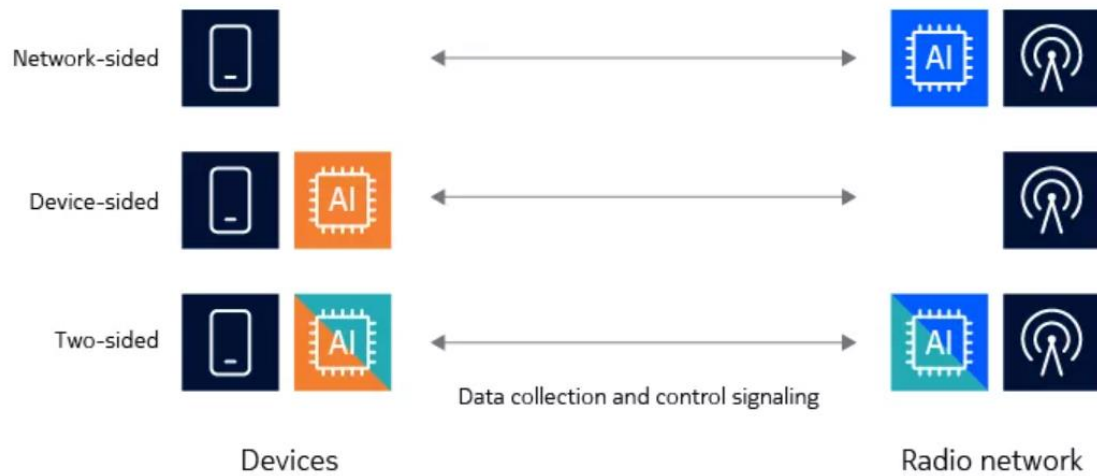 Network-sided
AI
Device-sided
AI
Two-sided
AI
AI
Data collection and control signaling
Devices
Radio network